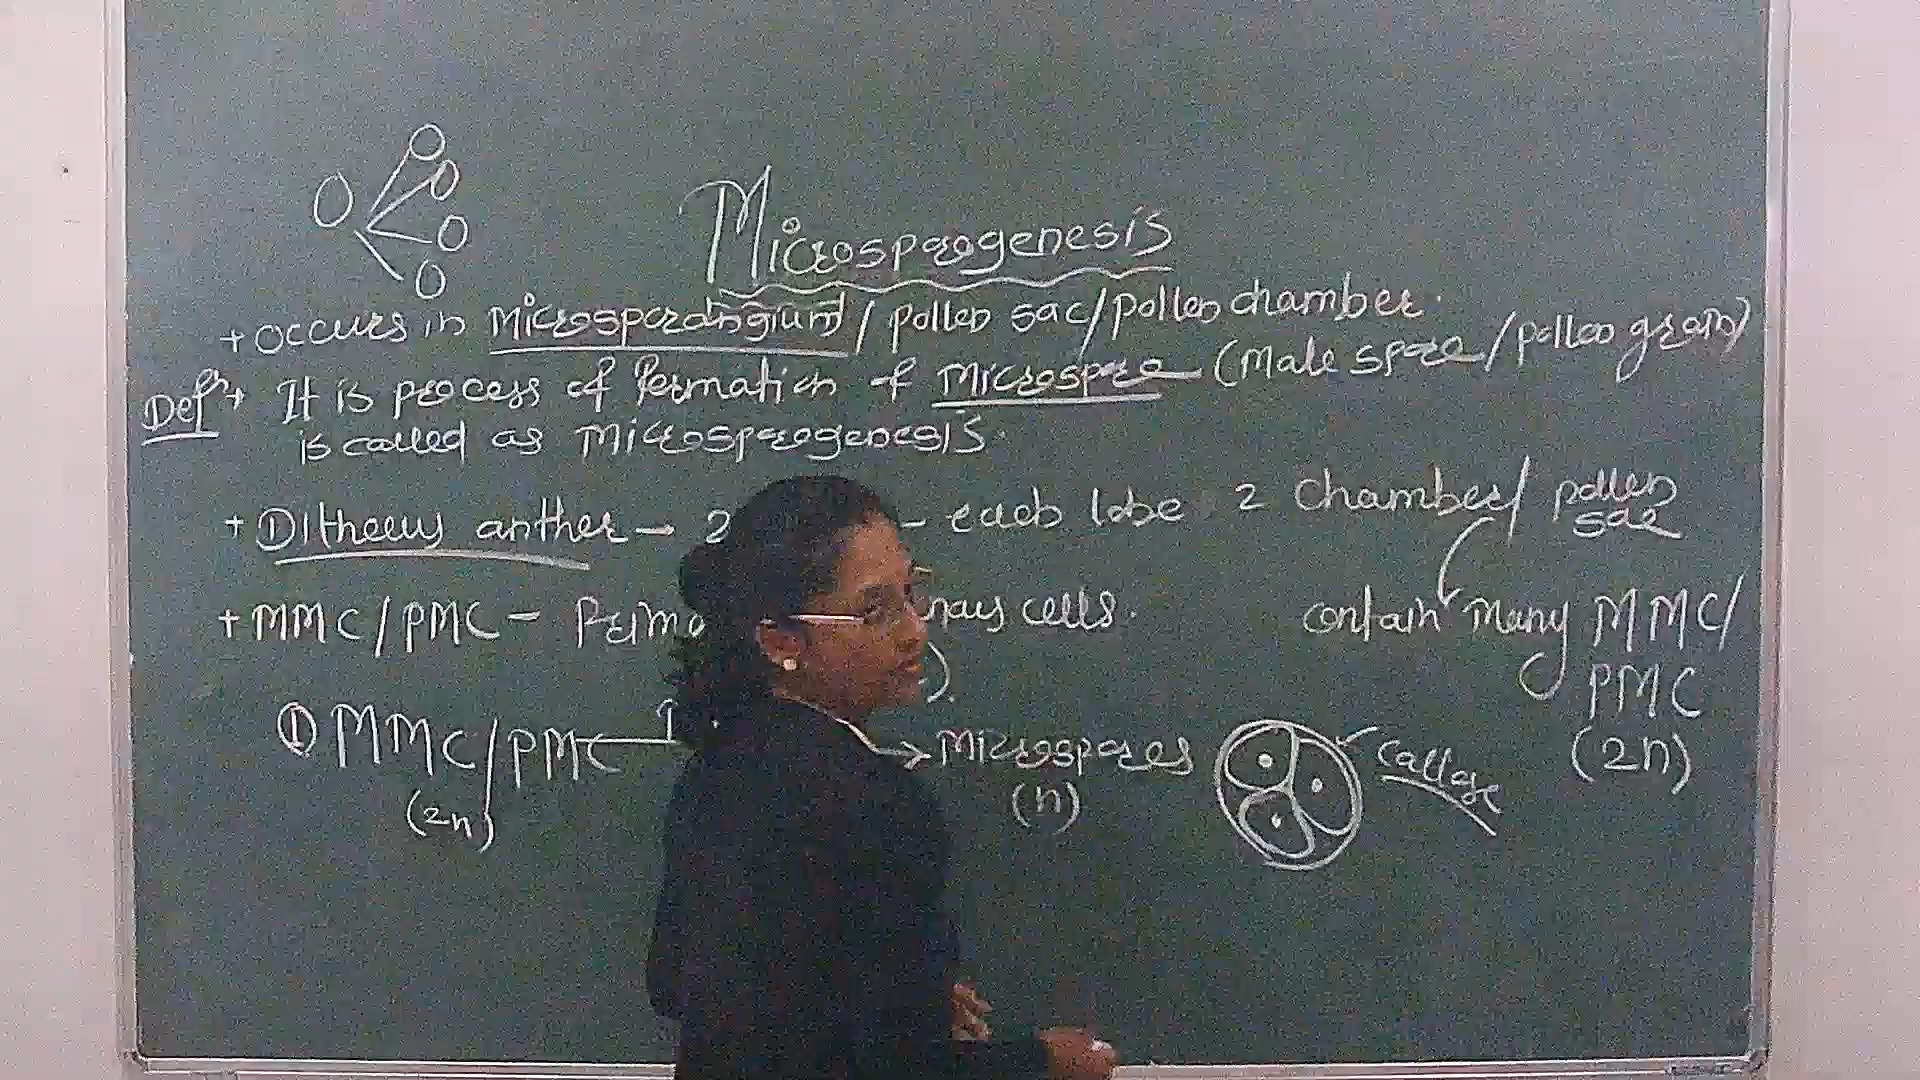 Microsporogenesis
+ occurs in Microsporangium / pollen sac / pollen chamber.
Defn + It is process of formation of Microspore (Male spore / pollen grain)
is called as Microsporogenesis.
+ Dithecus anther → 2 - each lobe 2 chamber / pollen sac
+ MMC / PMC - cells.
contain many MMC /
PMC
(2n)
① MMC / PMC → Microspores
(2n) (n)
Callose